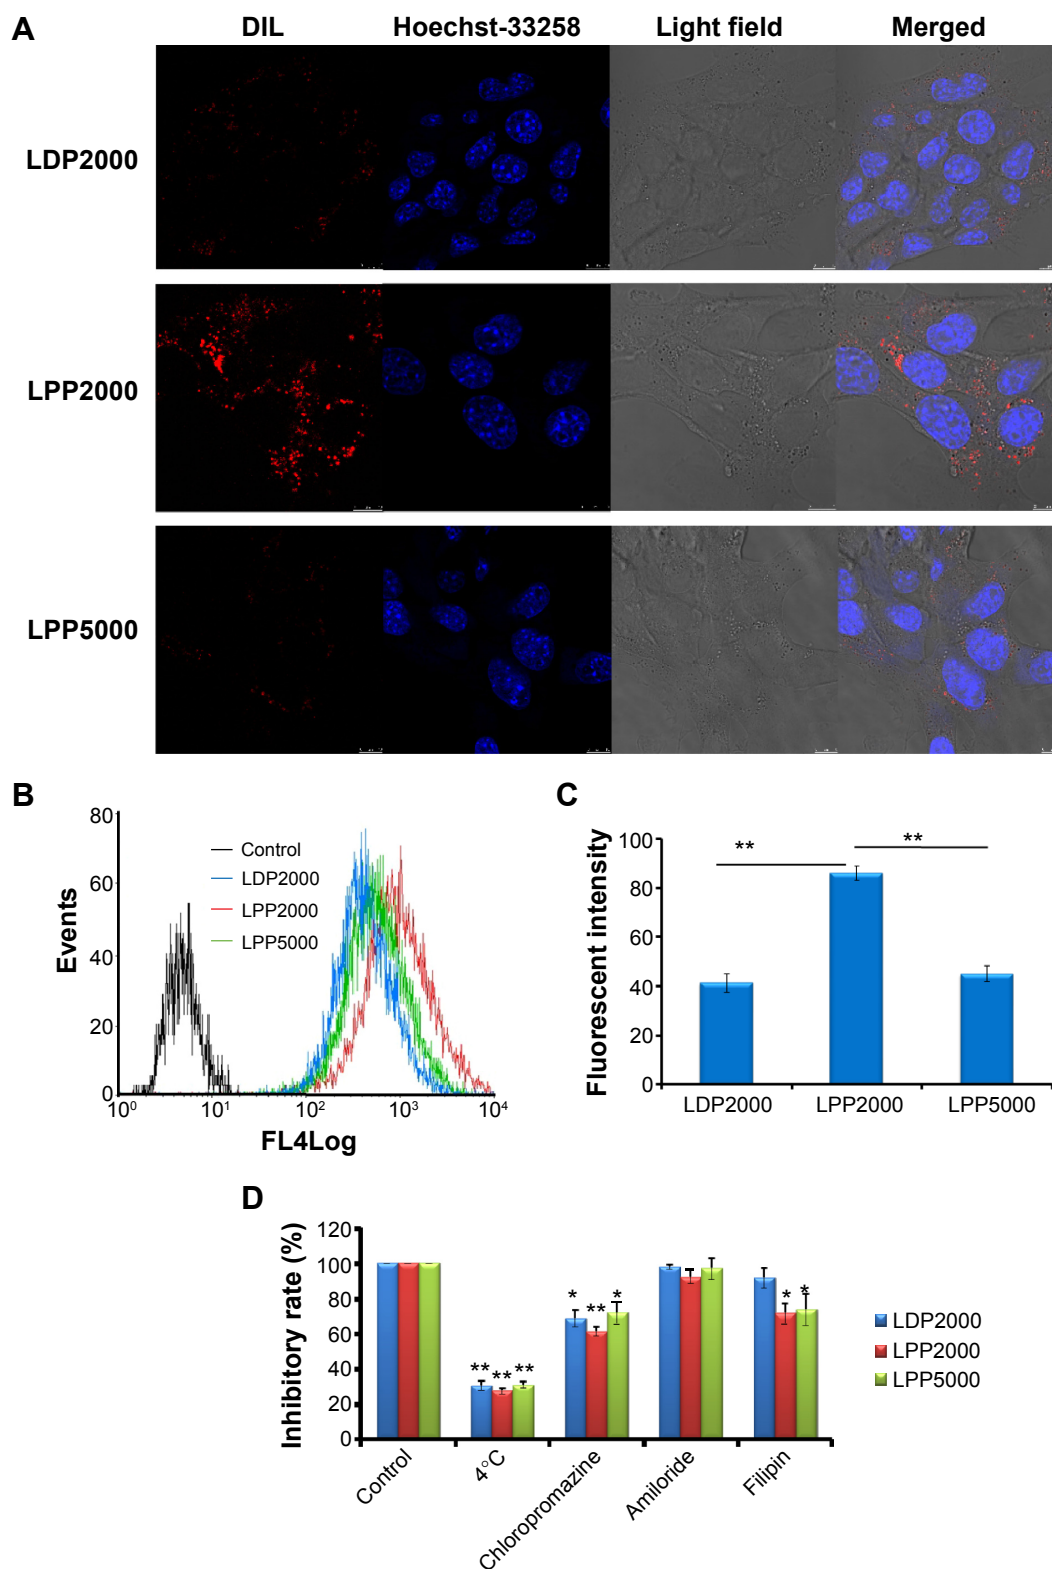 A
DIL Hoechst-33258 Light field Merged
LDP2000
LPP2000
LPP5000
B
80
60
40
20
0
Events
Control
LDP2000
LPP2000
LPP5000
10⁰ 10¹ 10² 10³ 10⁴
FL4Log
C
100
80
60
40
20
0
Fluorescent intensity
** **
LDP2000 LPP2000 LPP5000
D
120
100
80
60
40
20
0
Inhibitory rate (%)
** ** **
* ** *
* *
Control 4°C Chloropromazine Amiloride Filipin
LDP2000
LPP2000
LPP5000